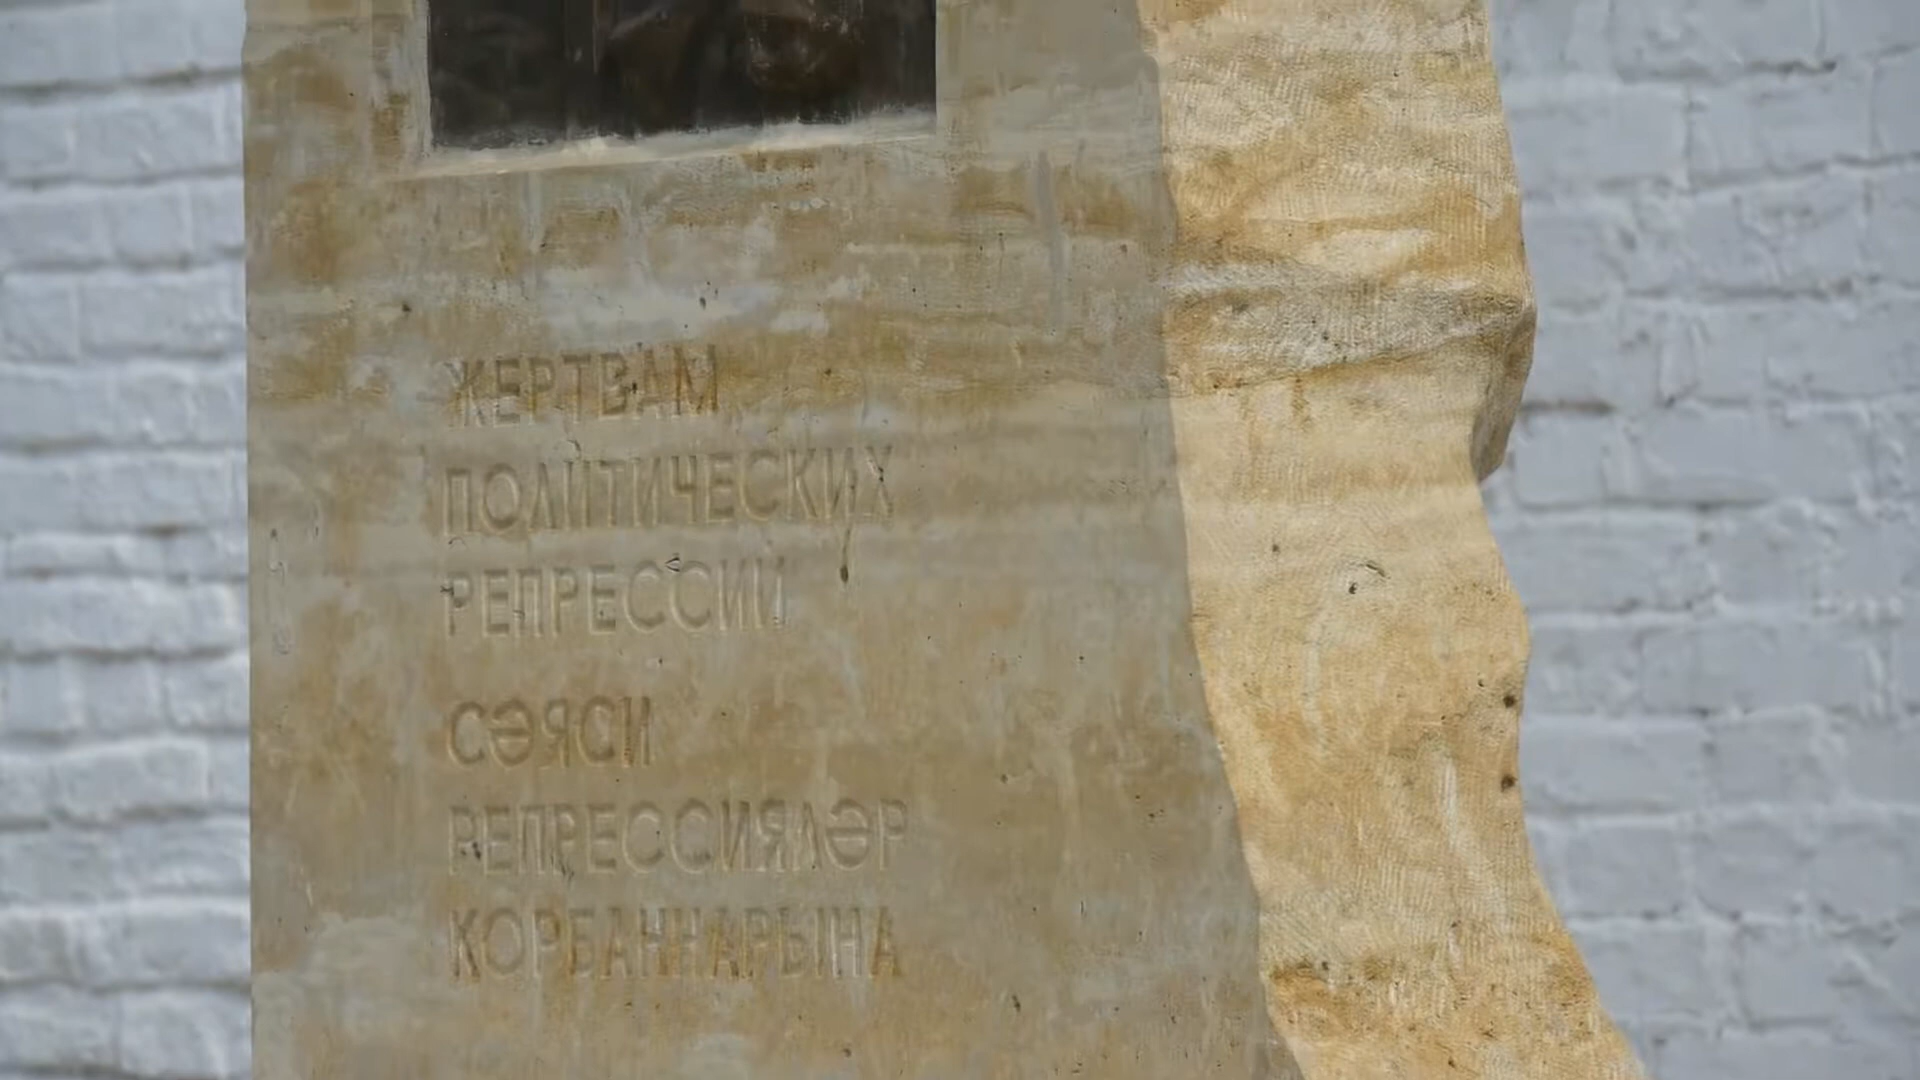 ЖЕРТВАМ
ПОЛИТИЧЕСКИХ
РЕПРЕССИЙ
СӘЯСИ
РЕПРЕССИЯЛӘР
КОРБАННАРЫНА